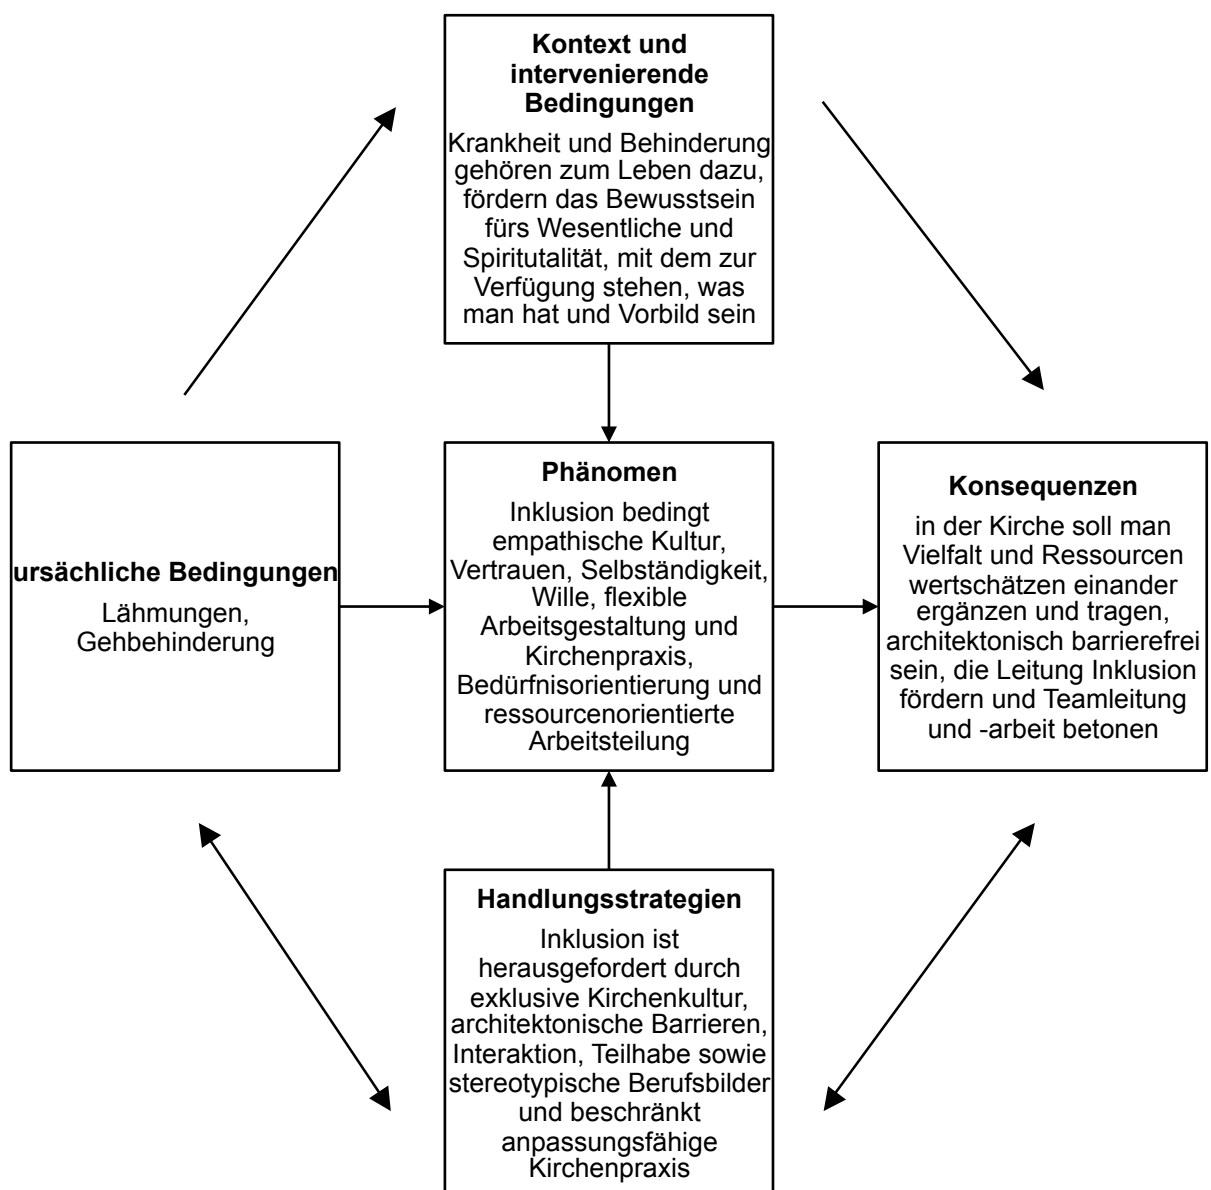 Kontext und
intervenierende
Bedingungen
Krankheit und Behinderung
gehören zum Leben dazu,
fördern das Bewusstsein
fürs Wesentliche und
Spiritutalität, mit dem zur
Verfügung stehen, was
man hat und Vorbild sein
ursächliche Bedingungen
Lähmungen,
Gehbehinderung
Phänomen
Inklusion bedingt
empathische Kultur,
Vertrauen, Selbständigkeit,
Wille, flexible
Arbeitsgestaltung und
Kirchenpraxis,
Bedürfnisorientierung und
ressourcenorientierte
Arbeitsteilung
Konsequenzen
in der Kirche soll man
Vielfalt und Ressourcen
wertschätzen einander
ergänzen und tragen,
architektonisch barrierefrei
sein, die Leitung Inklusion
fördern und Teamleitung
und -arbeit betonen
Handlungsstrategien
Inklusion ist
herausgefordert durch
exklusive Kirchenkultur,
architektonische Barrieren,
Interaktion, Teilhabe sowie
stereotypische Berufsbilder
und beschränkt
anpassungsfähige
Kirchenpraxis